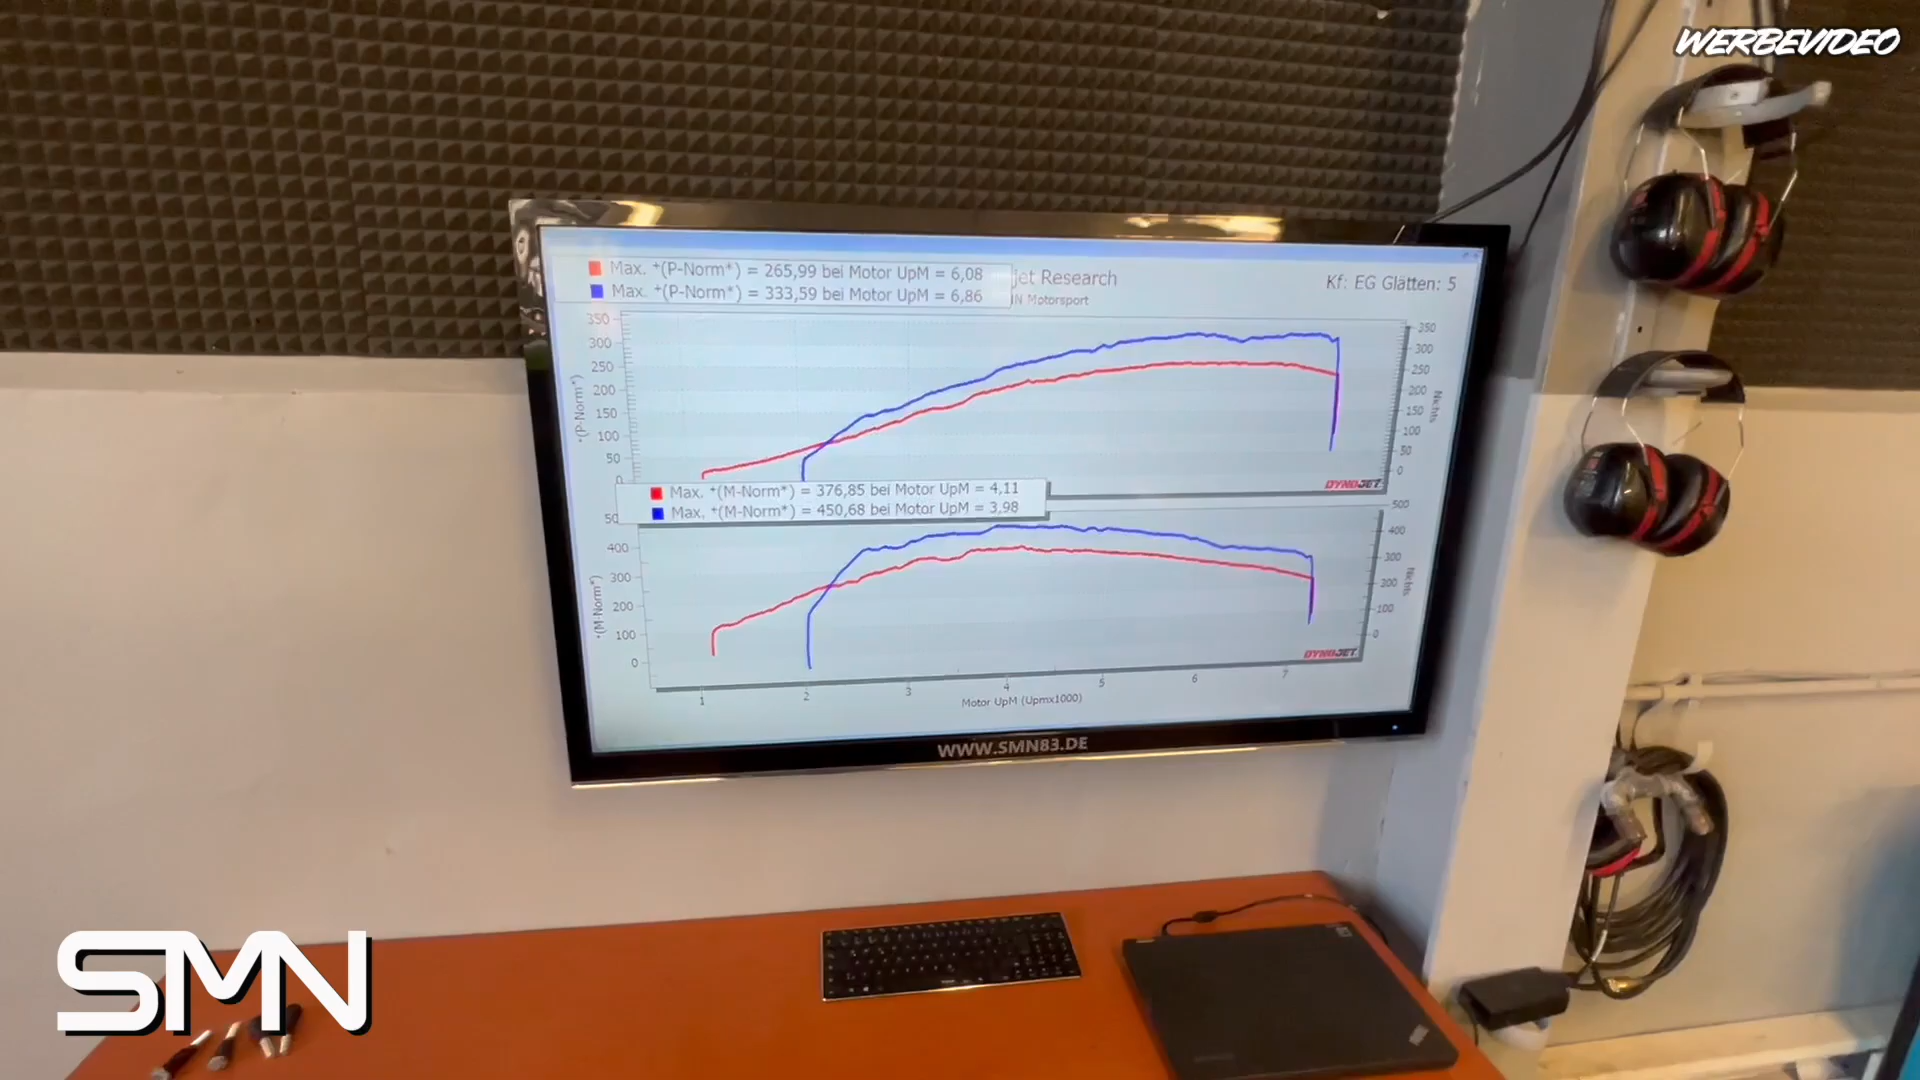 WERBEVIDEO
Max. *(P-Norm*) = 265,99 bei Motor UpM = 6,08
Max. *(P-Norm*) = 333,59 bei Motor UpM = 6,86
jet Research
N Motorsport
Kf: EG Glätten: 5
350
300
250
200
150
100
50
0
*(P-Norm*)
350
300
250
200
150
100
50
0
Nichts
DYNOJET
Max. *(M-Norm*) = 376,85 bei Motor UpM = 4,11
Max. *(M-Norm*) = 450,68 bei Motor UpM = 3,98
50
400
300
200
100
0
*(M-Norm*)
500
400
300
200
100
0
Nichts
DYNOJET
1 2 3 4 5 6 7
Motor UpM (Upmx1000)
WWW.SMN83.DE
SMN